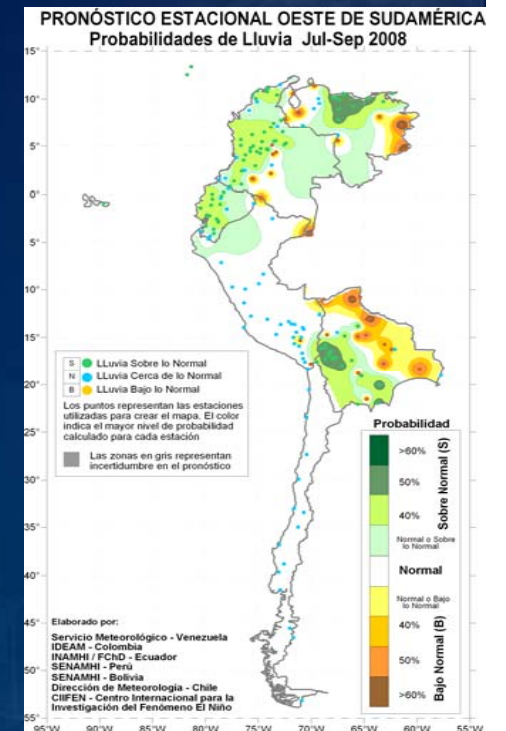 PRONÓSTICO ESTACIONAL OESTE DE SUDAMÉRICA
Probabilidades de Lluvia Jul-Sep 2008
15°
10°
5°
0°
5°
10°
15°
20°
25°
30°
35°
40°
45°
50°
55°
S LLuvia Sobre lo Normal
N LLuvia Cerca de lo Normal
B LLuvia Bajo lo Normal
Los puntos representan las estaciones
utilizadas para crear el mapa. El color
indica el mayor nivel de probabilidad
calculado para cada estación
Las zonas en gris representan
incertidumbre en el pronóstico
Probabilidad
>60%
50%
40%
Normal o Sobre
lo Normal
Sobre Normal (S)
Normal
Normal o Bajo
lo Normal
40%
50%
>60%
Bajo Normal (B)
Elaborado por:
Servicio Meteorológico - Venezuela
IDEAM - Colombia
INAMHI / FChD - Ecuador
SENAMHI - Perú
SENAMHI - Bolivia
Dirección de Meteorologia - Chile
CIIFEN - Centro Internacional para la
Investigación del Fenómeno El Niño
95°W 90°W 85°W 80°W 75°W 70°W 65°W 60°W 55°W